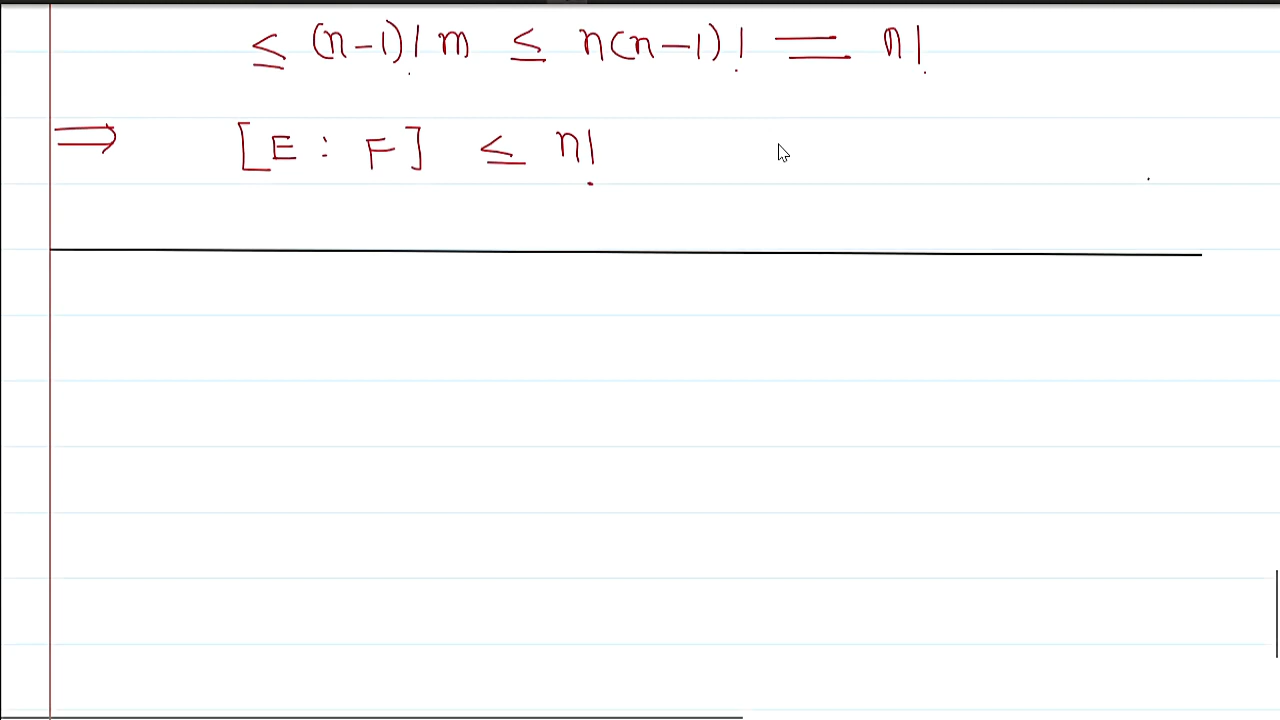 ≤ (n-1)! m ≤ n(n-1)! = n!
⇒ [E : F] ≤ n!